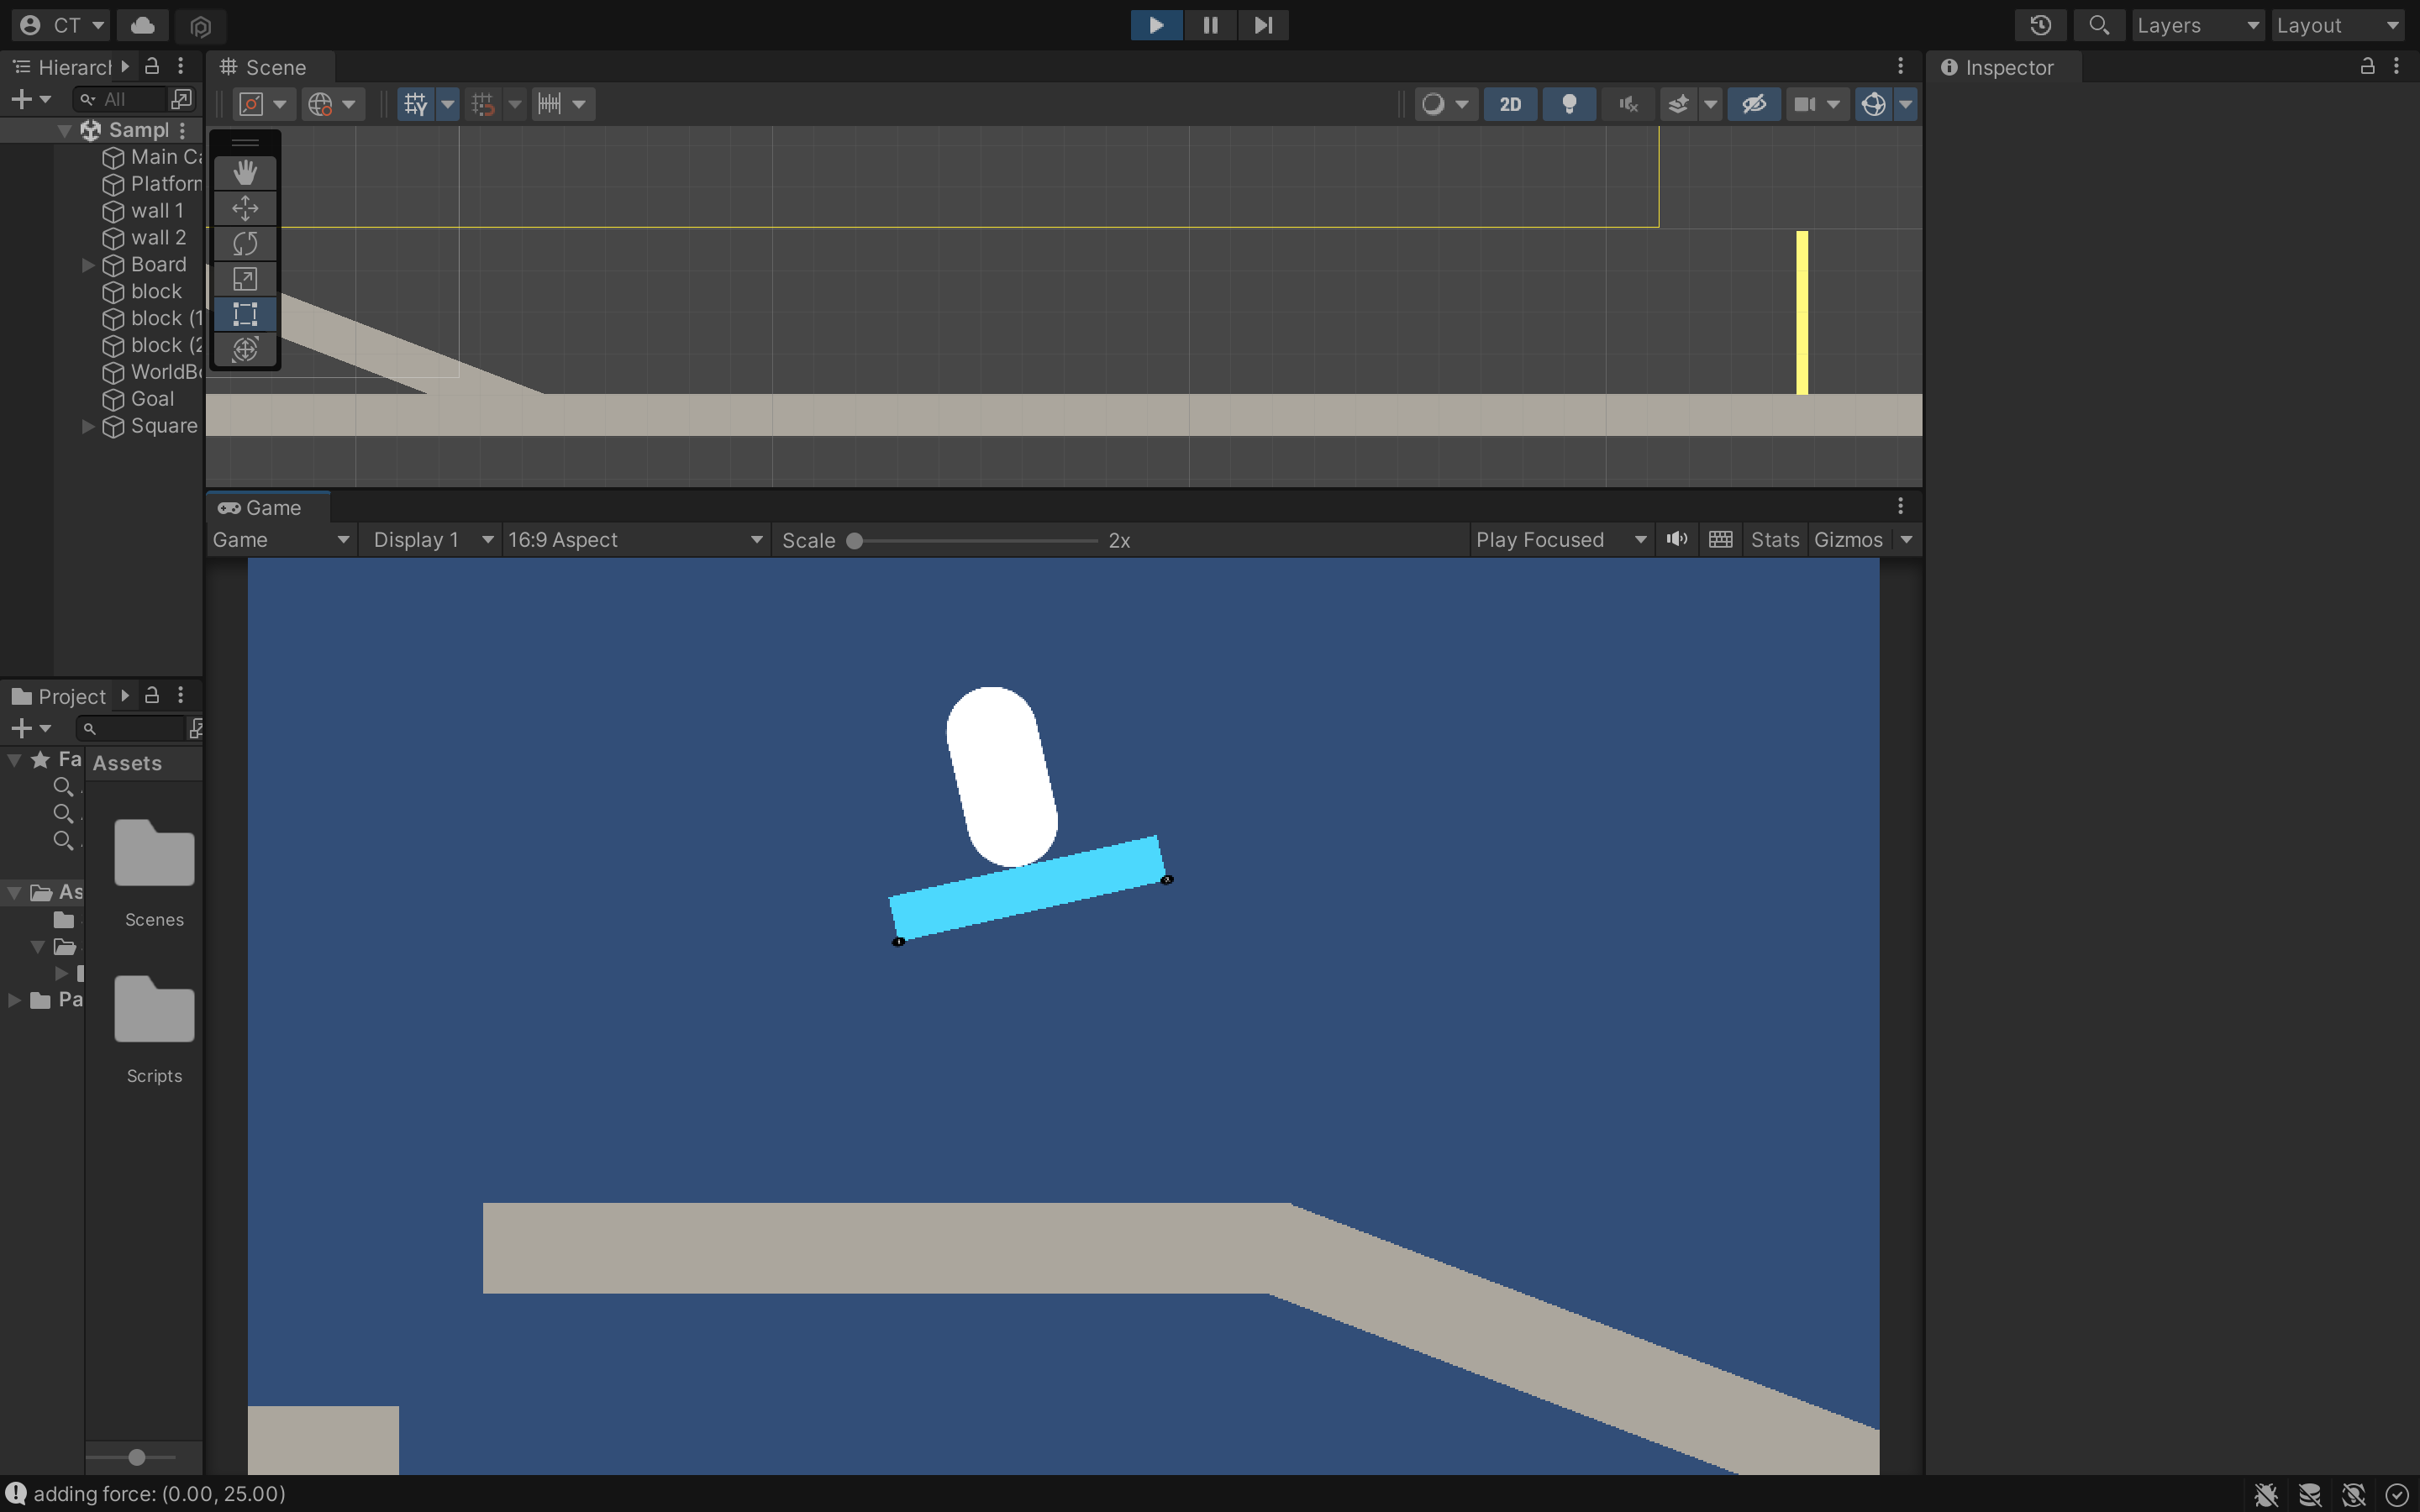 CT
Layers
Layout
Hierarc
All
Sampl
Main Ca
Platforn
wall 1
wall 2
Board
block
block (1
block (2
WorldBo
Goal
Square
Scene
2D
Inspector
Game
Game
Display 1
16:9 Aspect
Scale
2x
Play Focused
Stats
Gizmos
Project
Fa
Assets
As
Pa
Scenes
Scripts
adding force: (0.00, 25.00)